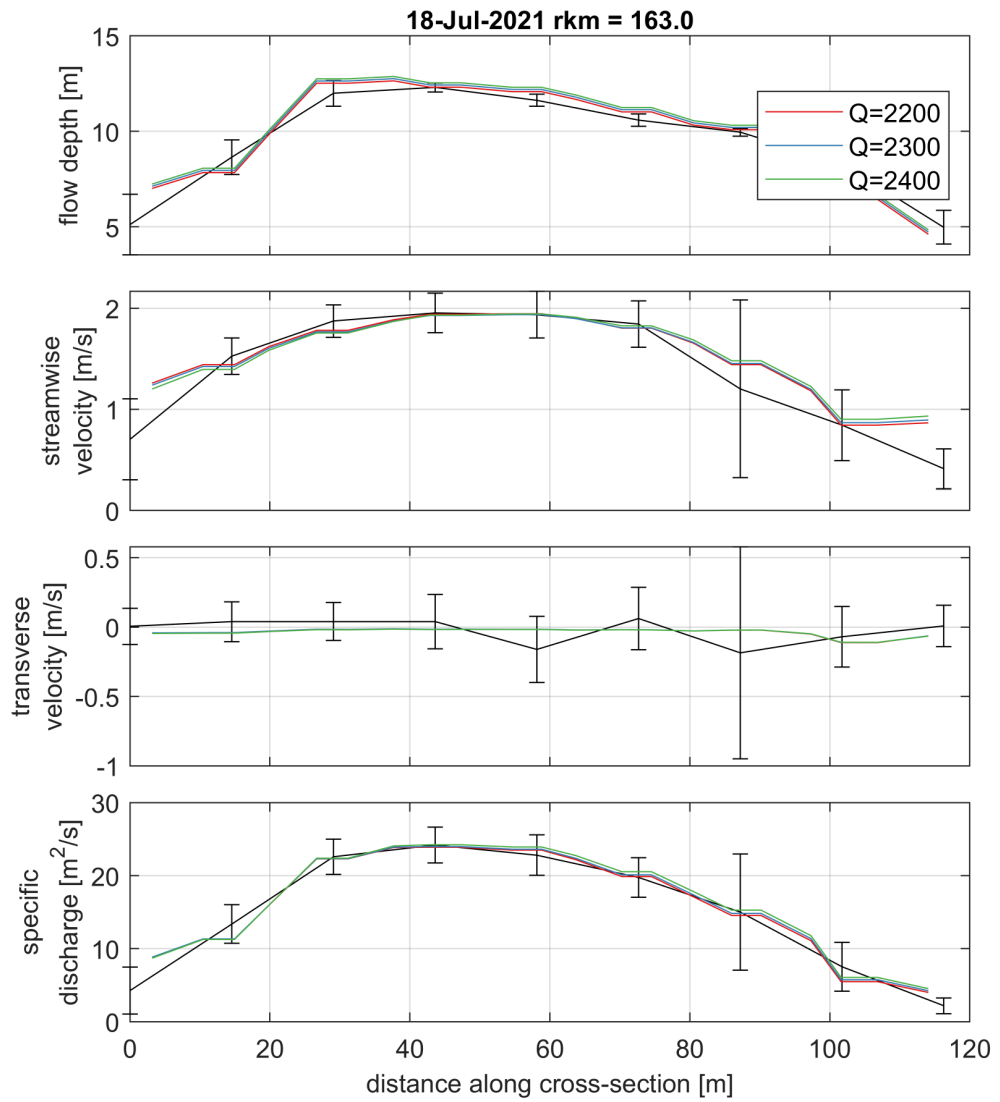 18-Jul-2021 rkm = 163.0
15
10
5
flow depth [m]
Q=2200
Q=2300
Q=2400
2
1
0
streamwise
velocity [m/s]
0.5
0
-0.5
-1
transverse
velocity [m/s]
30
20
10
0
specific
discharge [m²/s]
0 20 40 60 80 100 120
distance along cross-section [m]